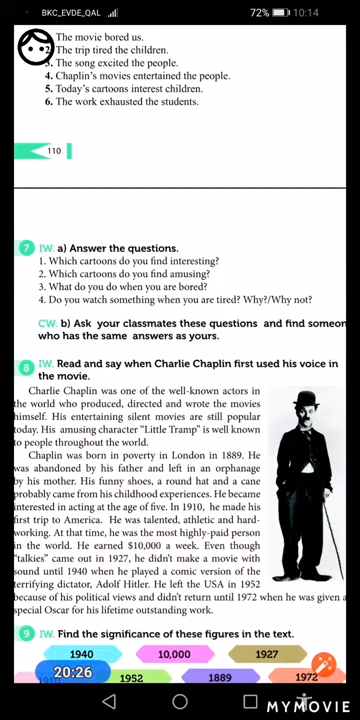 BKC_EVDE_QAL 72% 10:14
The movie bored us.
2. The trip tired the children.
3. The song excited the people.
4. Chaplin's movies entertained the people.
5. Today's cartoons interest children.
6. The work exhausted the students.
110
7 IW. a) Answer the questions.
1. Which cartoons do you find interesting?
2. Which cartoons do you find amusing?
3. What do you do when you are bored?
4. Do you watch something when you are tired? Why?/Why not?
CW. b) Ask your classmates these questions and find someon
who has the same answers as yours.
8 IW. Read and say when Charlie Chaplin first used his voice in
the movie.
Charlie Chaplin was one of the well-known actors in
the world who produced, directed and wrote the movies
himself. His entertaining silent movies are still popular
today. His amusing character "Little Tramp" is well known
to people throughout the world.
Chaplin was born in poverty in London in 1889. He
was abandoned by his father and left in an orphanage
by his mother. His funny shoes, a round hat and a cane
probably came from his childhood experiences. He became
interested in acting at the age of five. In 1910, he made his
first trip to America. He was talented, athletic and hard-
working. At that time, he was the most highly-paid person
in the world. He earned $10,000 a week. Even though
"talkies" came out in 1927, he didn't make a movie with
sound until 1940 when he played a comic version of the
terrifying dictator, Adolf Hitler. He left the USA in 1952
because of his political views and didn't return until 1972 when he was given a
special Oscar for his lifetime outstanding work.
9 IW. Find the significance of these figures in the text.
1940 10,000 1927
20:26
1910 1952 1889 1972
MYMOVIE